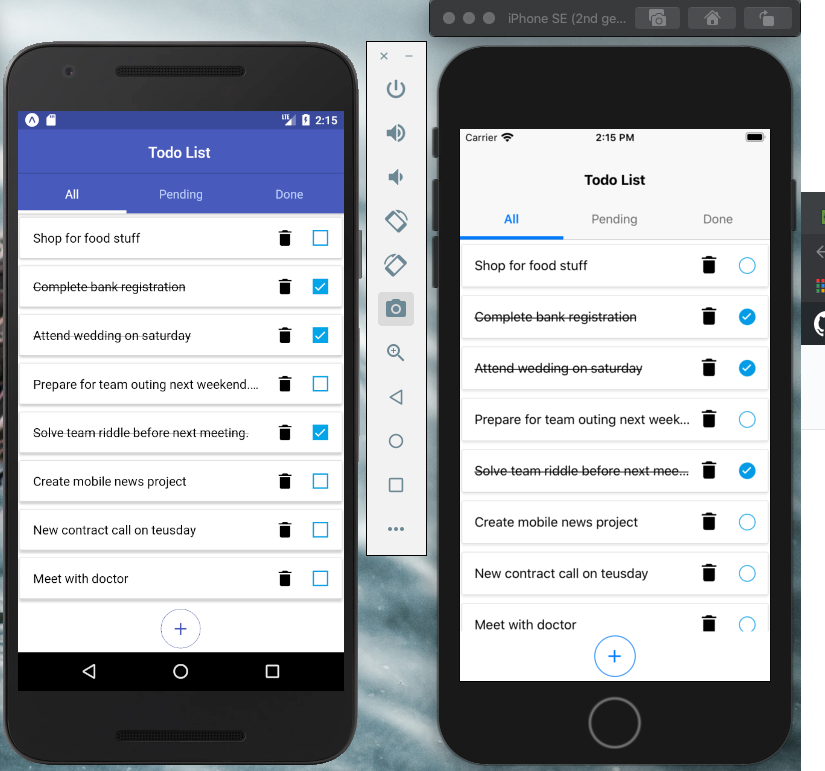 LTE 2:15
Todo List
All Pending Done
Shop for food stuff
Complete bank registration
Attend wedding on saturday
Prepare for team outing next weekend....
Solve team riddle before next meeting.
Create mobile news project
New contract call on teusday
Meet with doctor
+
iPhone SE (2nd ge...
Carrier 2:15 PM
Todo List
All Pending Done
Shop for food stuff
Complete bank registration
Attend wedding on saturday
Prepare for team outing next week...
Solve team riddle before next mee...
Create mobile news project
New contract call on teusday
Meet with doctor
+